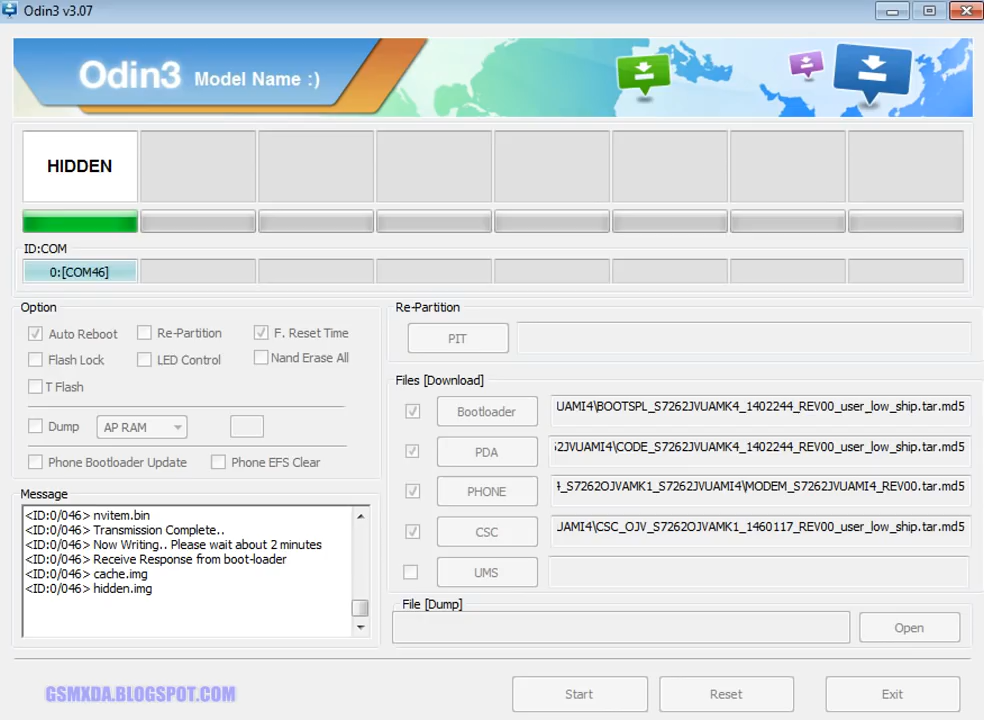 Odin3 v3.07
Odin3 Model Name :)
HIDDEN
ID:COM
0:[COM46]
Option
Auto Reboot
Re-Partition
F. Reset Time
Flash Lock
LED Control
Nand Erase All
T Flash
Dump
AP RAM
Phone Bootloader Update
Phone EFS Clear
Message
<ID:0/046> nvitem.bin
<ID:0/046> Transmission Complete..
<ID:0/046> Now Writing.. Please wait about 2 minutes
<ID:0/046> Receive Response from boot-loader
<ID:0/046> cache.img
<ID:0/046> hidden.img
Re-Partition
PIT
Files [Download]
Bootloader
UAMI4\BOOTSPL_S7262JVUAMK4_1402244_REV00_user_low_ship.tar.md5
PDA
52JVUAMI4\CODE_S7262JVUAMK4_1402244_REV00_user_low_ship.tar.md5
PHONE
4_S7262OJVAMK1_S7262JVUAMI4\MODEM_S7262JVUAMI4_REV00.tar.md5
CSC
UAMI4\CSC_OJV_S7262OJVAMK1_1460117_REV00_user_low_ship.tar.md5
UMS
File [Dump]
Open
Start
Reset
Exit
GSMXDA.BLOGSPOT.COM